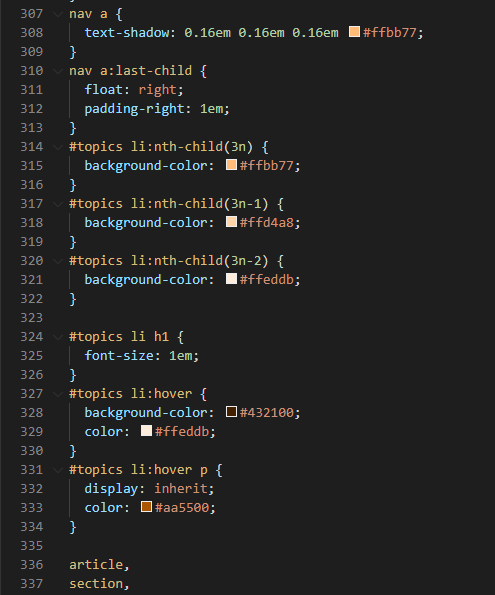 307 nav a {
308   text-shadow: 0.16em 0.16em 0.16em #ffbb77;
309 }
310 nav a:last-child {
311   float: right;
312   padding-right: 1em;
313 }
314 #topics li:nth-child(3n) {
315   background-color: #ffbb77;
316 }
317 #topics li:nth-child(3n-1) {
318   background-color: #ffd4a8;
319 }
320 #topics li:nth-child(3n-2) {
321   background-color: #ffeddb;
322 }
323
324 #topics li h1 {
325   font-size: 1em;
326 }
327 #topics li:hover {
328   background-color: #432100;
329   color: #ffeddb;
330 }
331 #topics li:hover p {
332   display: inherit;
333   color: #aa5500;
334 }
335
336 article,
337 section,